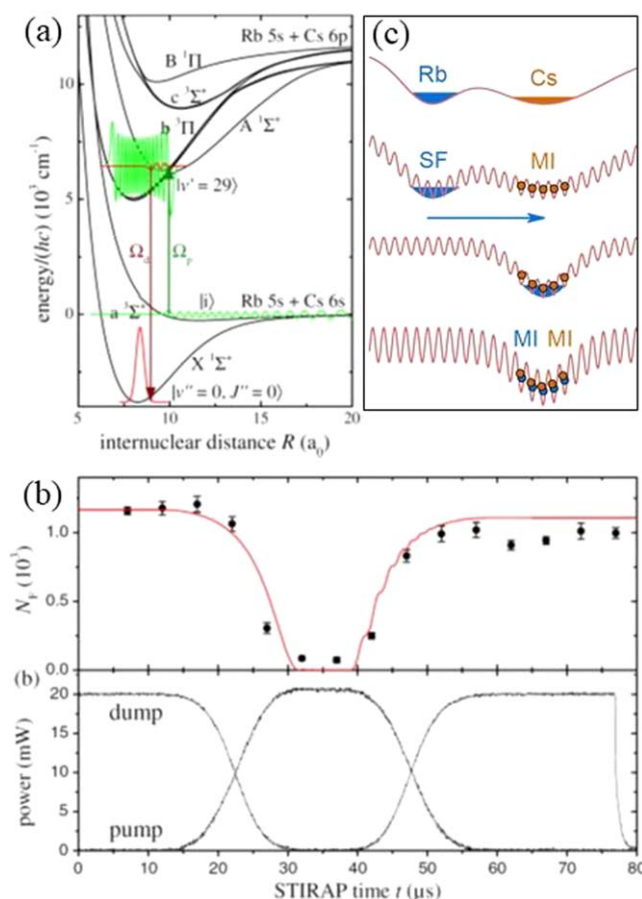 (a)
Rb 5s + Cs 6p
B ¹Π
c ³Σ⁺
b ³Π
A ¹Σ⁺
|v' = 29⟩
Ω_d
Ω_p
a ³Σ⁺
|i⟩
Rb 5s + Cs 6s
X ¹Σ⁺
|v'' = 0, J'' = 0⟩
10
5
0
energy/(hc) (10³ cm⁻¹)
5 10 15 20
internuclear distance R (a₀)
(c)
Rb Cs
SF MI
MI MI
(b)
1.0
0.5
0.0
(10³)
(b)
20
15
10
5
0
power (mW)
dump
pump
0 10 20 30 40 50 60 70 80
STIRAP time t (μs)